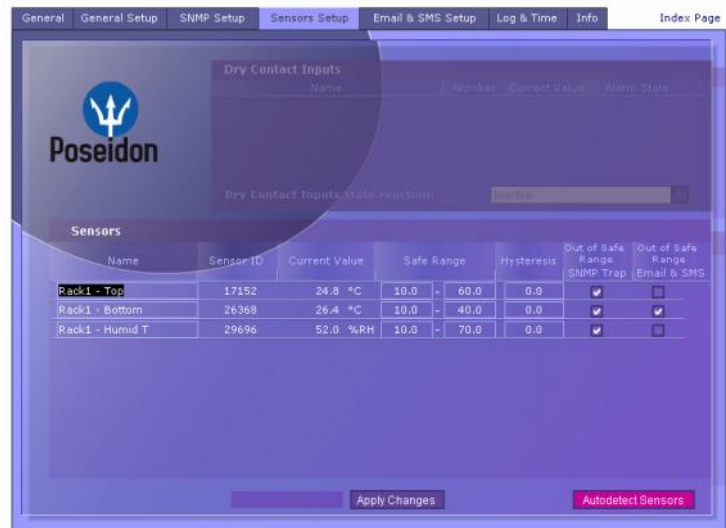 General General Setup SNMP Setup Sensors Setup Email & SMS Setup Log & Time Info Index Page
Poseidon
Dry Contact Inputs
Name Number Current Value Alarm State
Dry Contact Inputs state reaction: Inactive
Sensors
Name Sensor ID Current Value Safe Range Hysteresis Out of Safe Range SNMP Trap Out of Safe Range Email & SMS
Rack1 - Top 17152 24.8 °C 10.0 - 60.0 0.0
Rack1 - Bottom 26368 26.4 °C 10.0 - 40.0 0.0
Rack1 - Humid T 29696 52.0 %RH 10.0 - 70.0 0.0
Apply Changes Autodetect Sensors